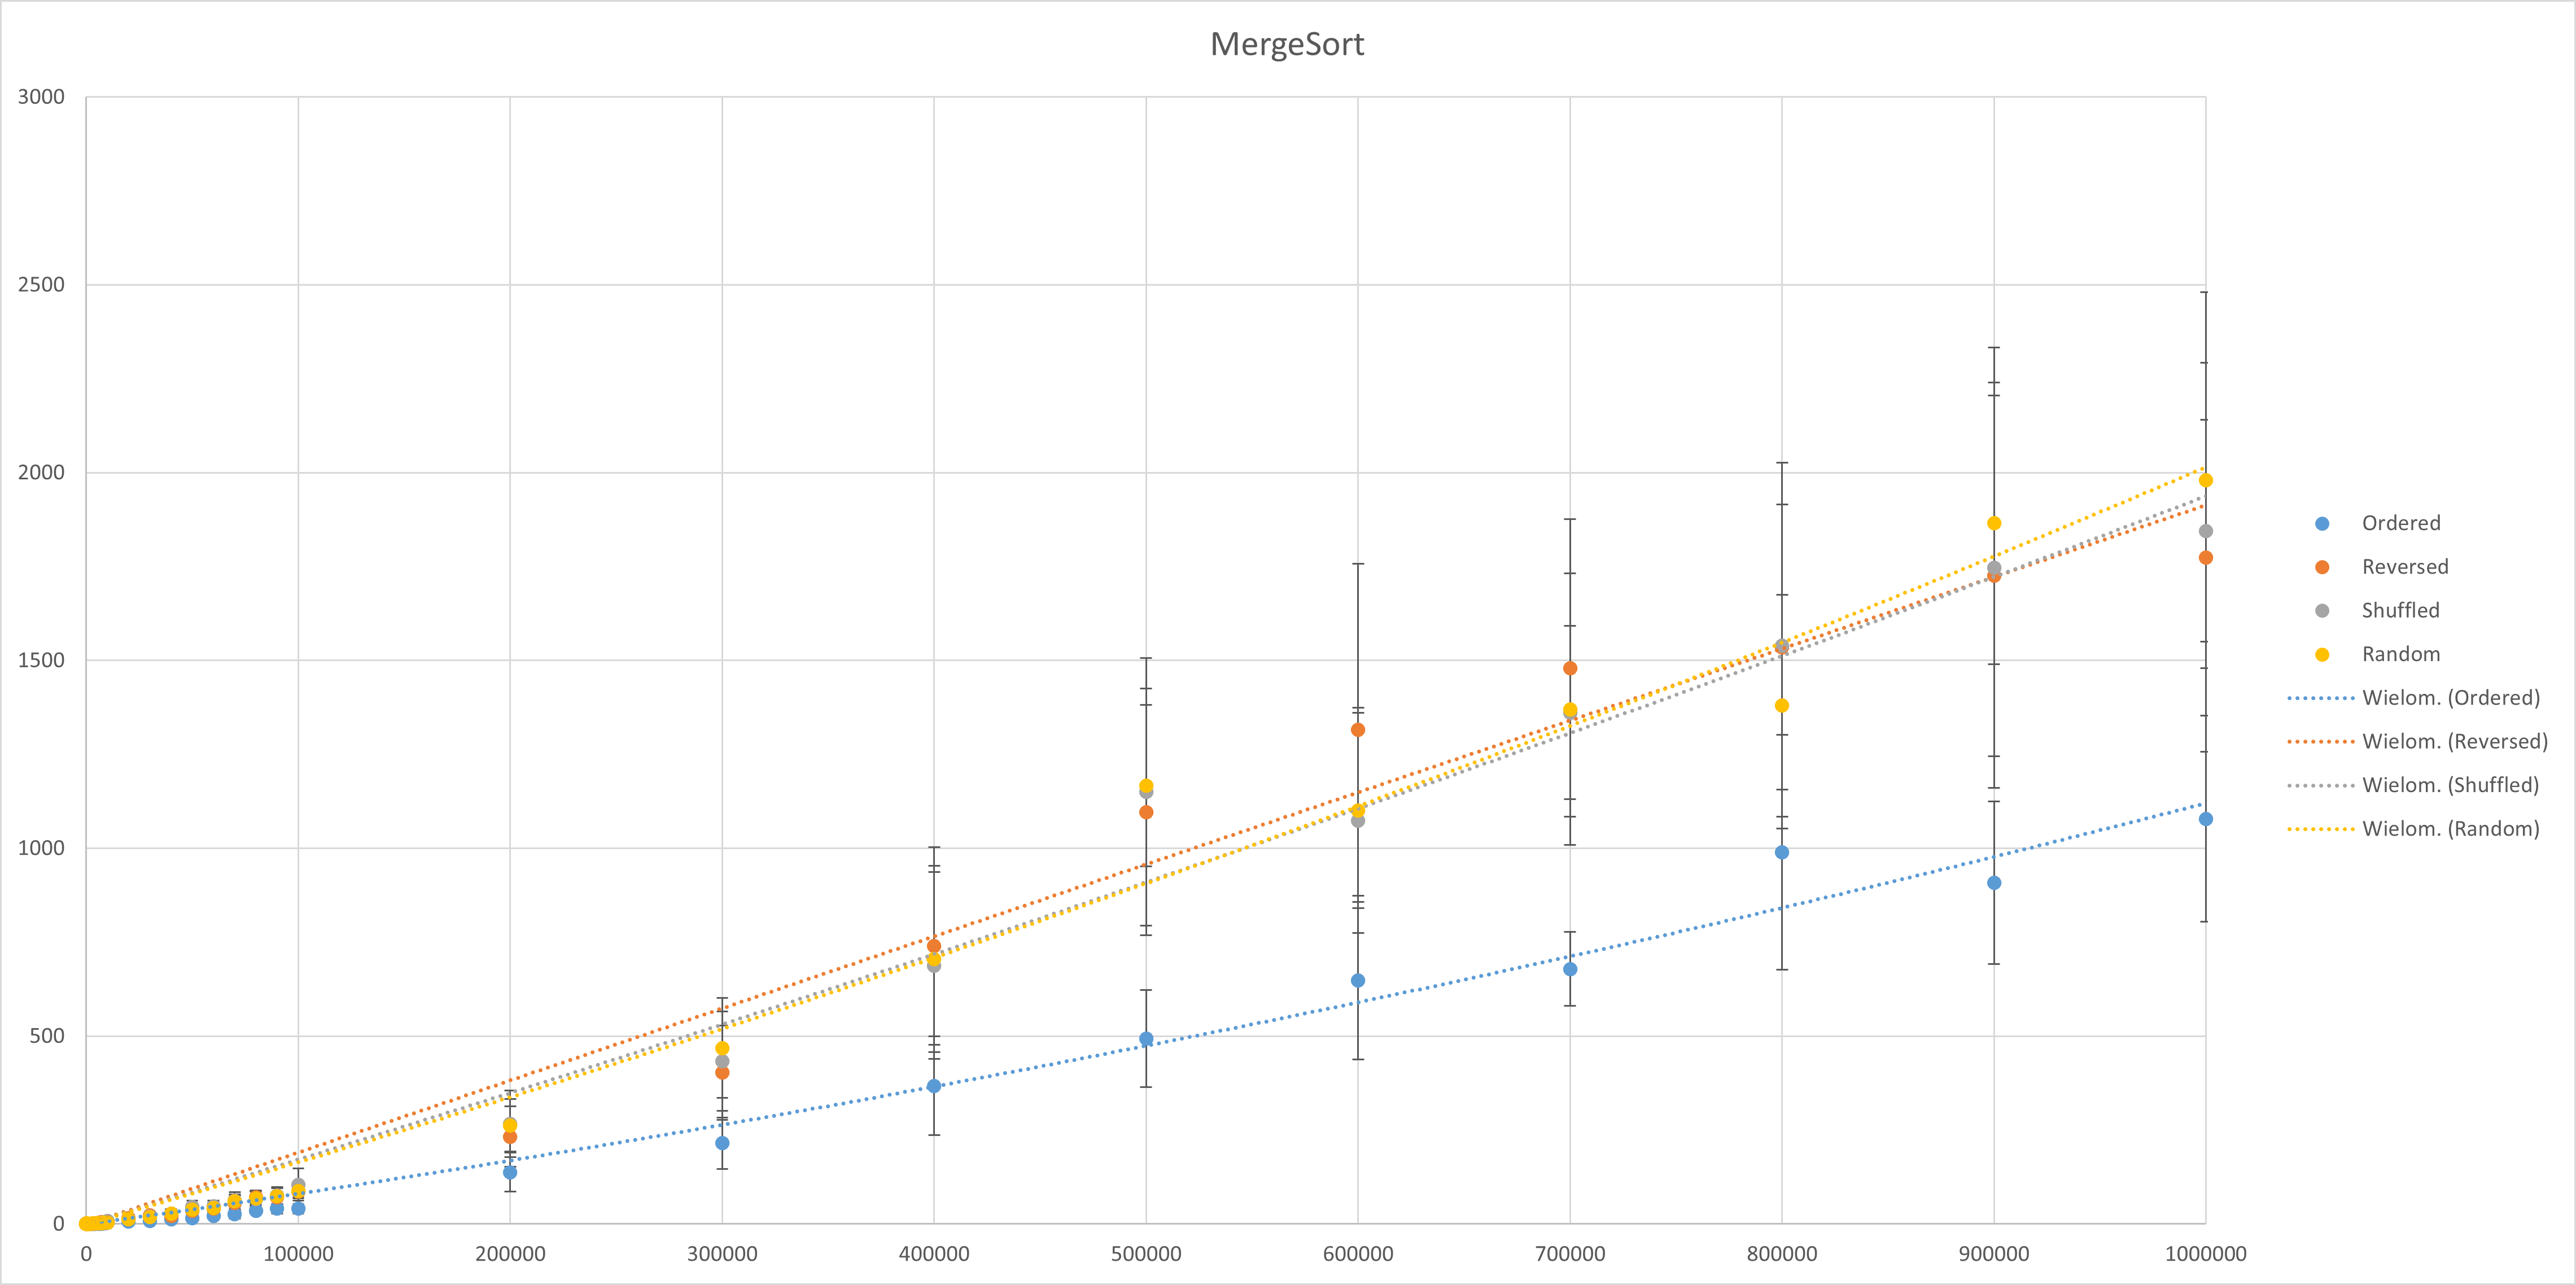 MergeSort
3000
2500
2000
1500
1000
500
0
0 100000 200000 300000 400000 500000 600000 700000 800000 900000 1000000
Ordered
Reversed
Shuffled
Random
Wielom. (Ordered)
Wielom. (Reversed)
Wielom. (Shuffled)
Wielom. (Random)